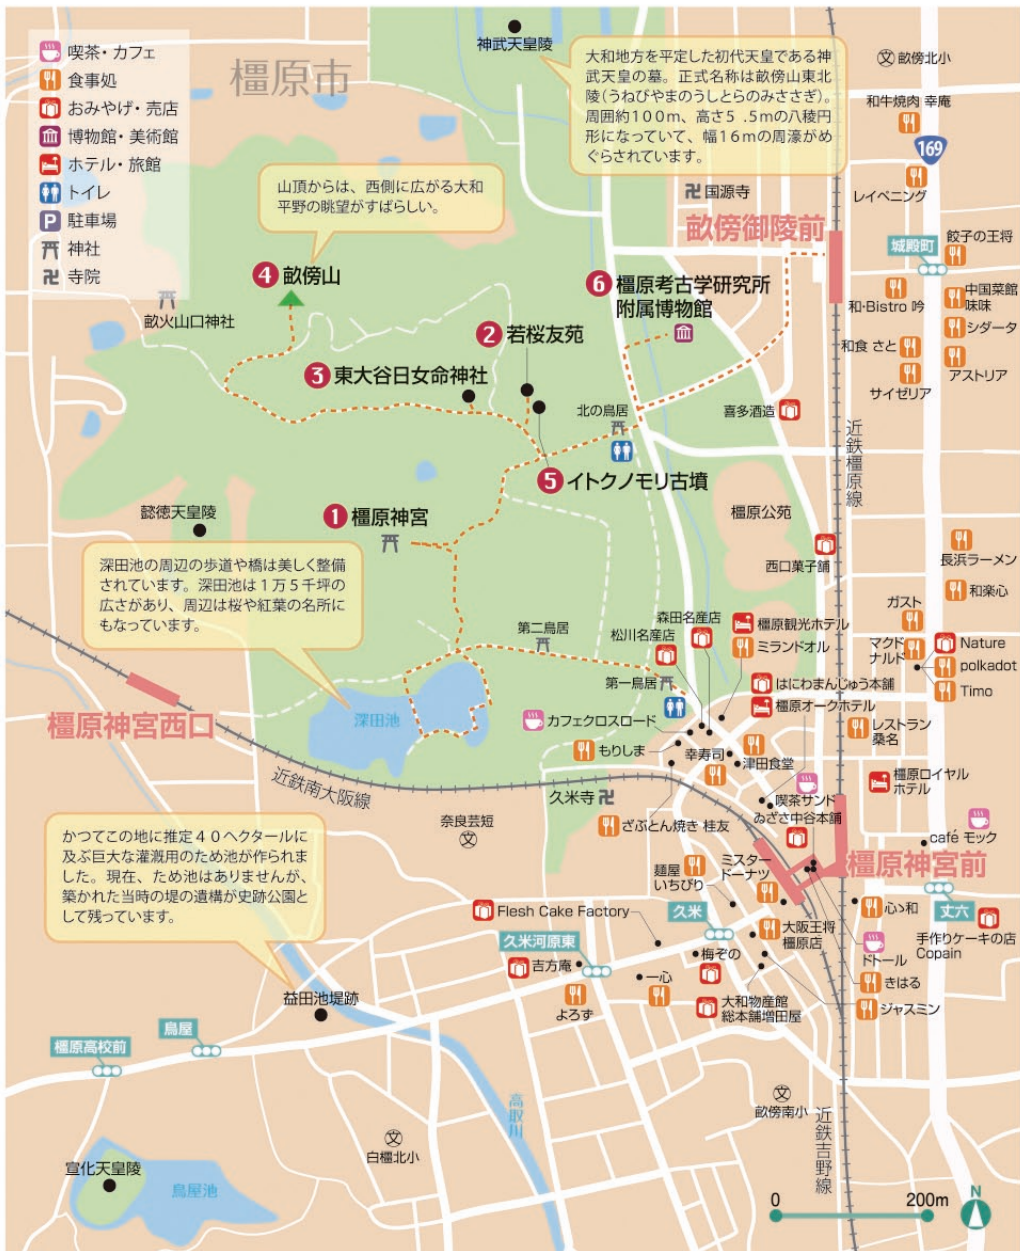 喫茶・カフェ
食事処
おみやげ・売店
博物館・美術館
ホテル・旅館
トイレ
P
駐車場
神社
卍
寺院
橿原市
神武天皇陵
大和地方を平定した初代天皇である神
武天皇の墓。正式名称は畝傍山東北
陵(うねびやまのうしとらのみささぎ)。
周囲約100m、高さ5 .5mの八稜円
形になっていて、幅16mの周濠がめ
ぐらされています。
文 畝傍北小
和牛焼肉 幸庵
169
レイベニング
山頂からは、西側に広がる大和
平野の眺望がすばらしい。
卍 国源寺
畝傍御陵前
城殿町
餃子の王将
4 畝傍山
畝火山口神社
6 橿原考古学研究所
附属博物館
和・Bistro 吟
中国菜館
味味
シダータ
2 若桜友苑
和食 さと
アストリア
サイゼリア
3 東大谷日女命神社
北の鳥居
喜多酒造
近鉄橿原線
5 イトクノモリ古墳
1 橿原神宮
懿徳天皇陵
橿原公苑
西口菓子舗
長浜ラーメン
和楽心
深田池の周辺の歩道や橋は美しく整備
されています。深田池は1万5千坪の
広さがあり、周辺は桜や紅葉の名所に
もなっています。
ガスト
マクド
ナルド
Nature
polkadot
Timo
第二鳥居
森田名産店
松川名産店
橿原観光ホテル
ミランドオル
第一鳥居
はにわまんじゅう本舗
橿原オークホテル
橿原神宮西口
深田池
カフェクロスロード
もりしま
幸寿司
津田食堂
レストラン
桑名
近鉄南大阪線
久米寺 卍
橿原ロイヤル
ホテル
喫茶サンド
ゐざさ中谷本舗
奈良芸短
文
ざぶとん焼き 桂友
café モック
橿原神宮前
かつてこの地に推定40ヘクタールに
及ぶ巨大な灌漑用のため池が作られま
した。現在、ため池はありませんが、
築かれた当時の堤の遺構が史跡公園と
して残っています。
麺屋
いちびり
ミスター
ドーナツ
Flesh Cake Factory
久米
大阪王将
橿原店
心ゝ和
丈六
手作りケーキの店
Copain
久米河原東
吉方庵
一心
梅ぞの
ドトール
きはる
よろず
大和物産館
総本舗増田屋
ジャスミン
益田池堤跡
鳥屋
橿原高校前
高取川
文
畝傍南小
近鉄吉野線
文
白橿北小
宣化天皇陵
鳥屋池
0 200m
N